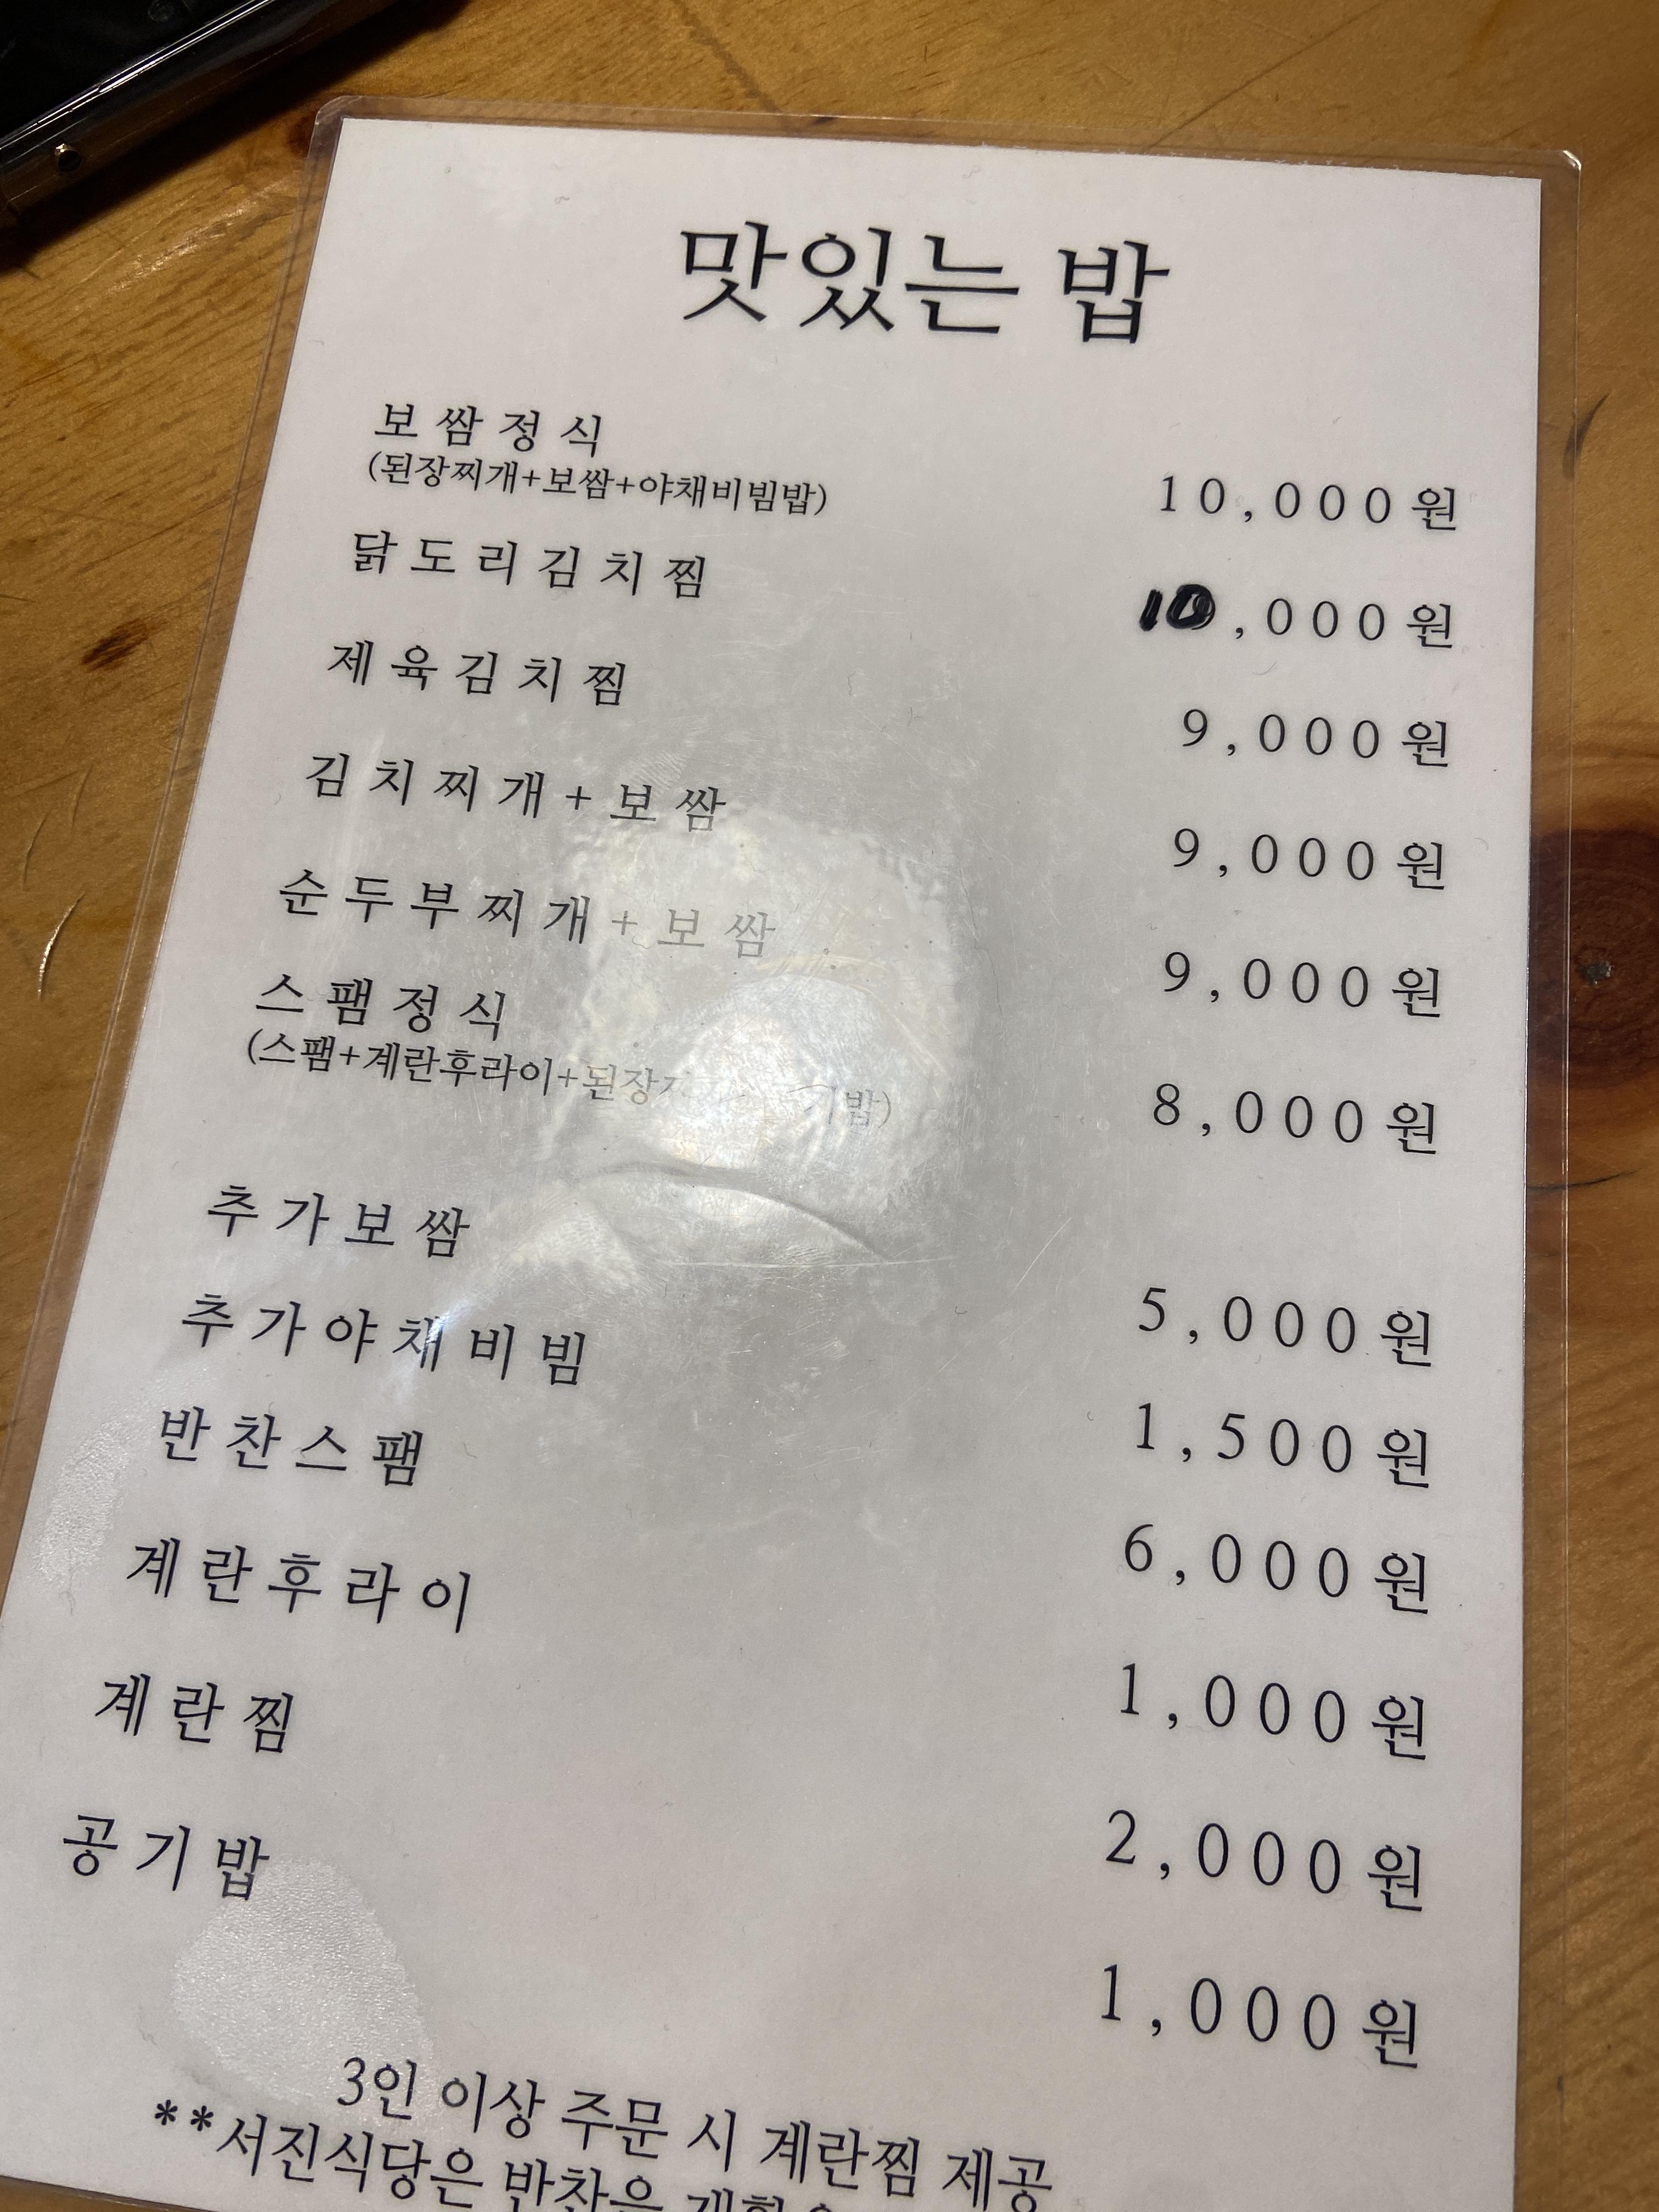 맛있는 밥
보쌈정식
(된장찌개+보쌈+야채비빔밥) 10,000원
닭도리김치찜 10,000원
제육김치찜 9,000원
김치찌개+보쌈 9,000원
순두부찌개+보쌈 9,000원
스팸정식
(스팸+계란후라이+된장 8,000원
추가보쌈 5,000원
추가야채비빔 1,500원
반찬스팸 6,000원
계란후라이 1,000원
계란찜 2,000원
공기밥 1,000원
3인 이상 주문 시 계란찜 제공
**서진식당은 반찬을